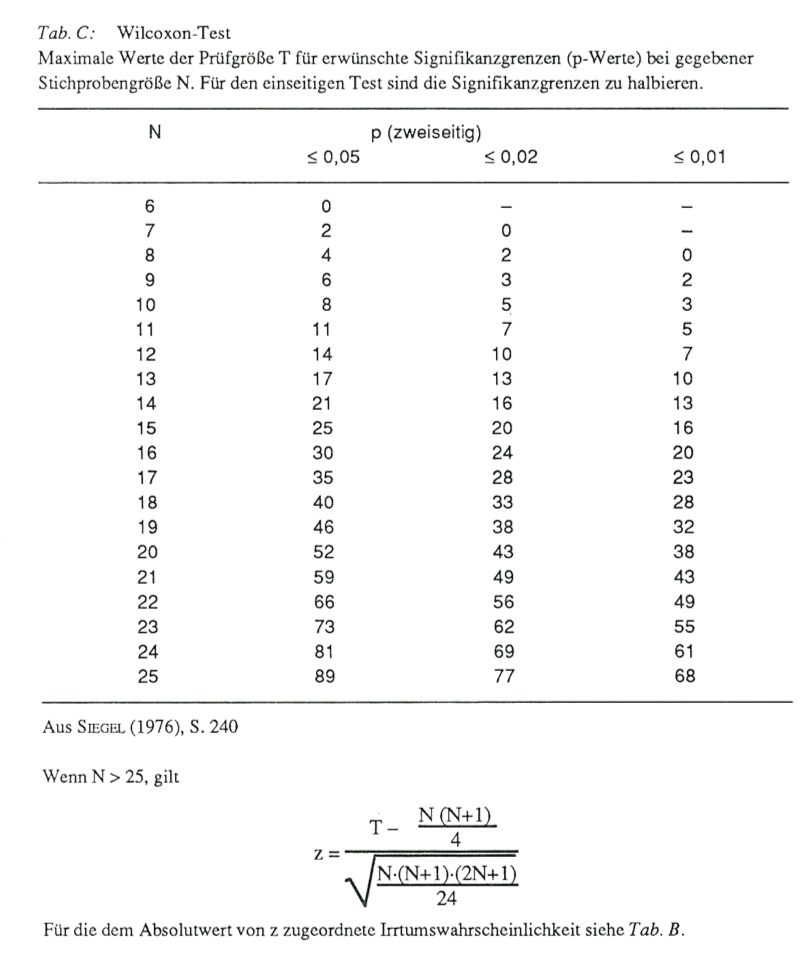 Tab. C: Wilcoxon-Test
Maximale Werte der Prüfgröße T für erwünschte Signifikanzgrenzen (p-Werte) bei gegebener
Stichprobengröße N. Für den einseitigen Test sind die Signifikanzgrenzen zu halbieren.
N p (zweiseitig)
≤ 0,05 ≤ 0,02 ≤ 0,01
6 0 – –
7 2 0 –
8 4 2 0
9 6 3 2
10 8 5 3
11 11 7 5
12 14 10 7
13 17 13 10
14 21 16 13
15 25 20 16
16 30 24 20
17 35 28 23
18 40 33 28
19 46 38 32
20 52 43 38
21 59 49 43
22 66 56 49
23 73 62 55
24 81 69 61
25 89 77 68
Aus SIEGEL (1976), S. 240
Wenn N > 25, gilt
N (N+1)
T –
4
z =
N·(N+1)·(2N+1)
24
Für die dem Absolutwert von z zugeordnete Irrtumswahrscheinlichkeit siehe Tab. B.